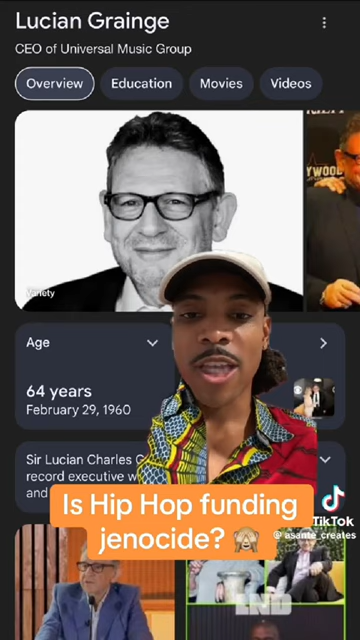 Lucian Grainge
CEO of Universal Music Group
Overview
Education
Movies
Videos
Variety
Age
64 years
February 29, 1960
Sir Lucian Charles
record executive
and
Is Hip Hop funding
jenocide? 🙈
TikTok
@ asante_creates